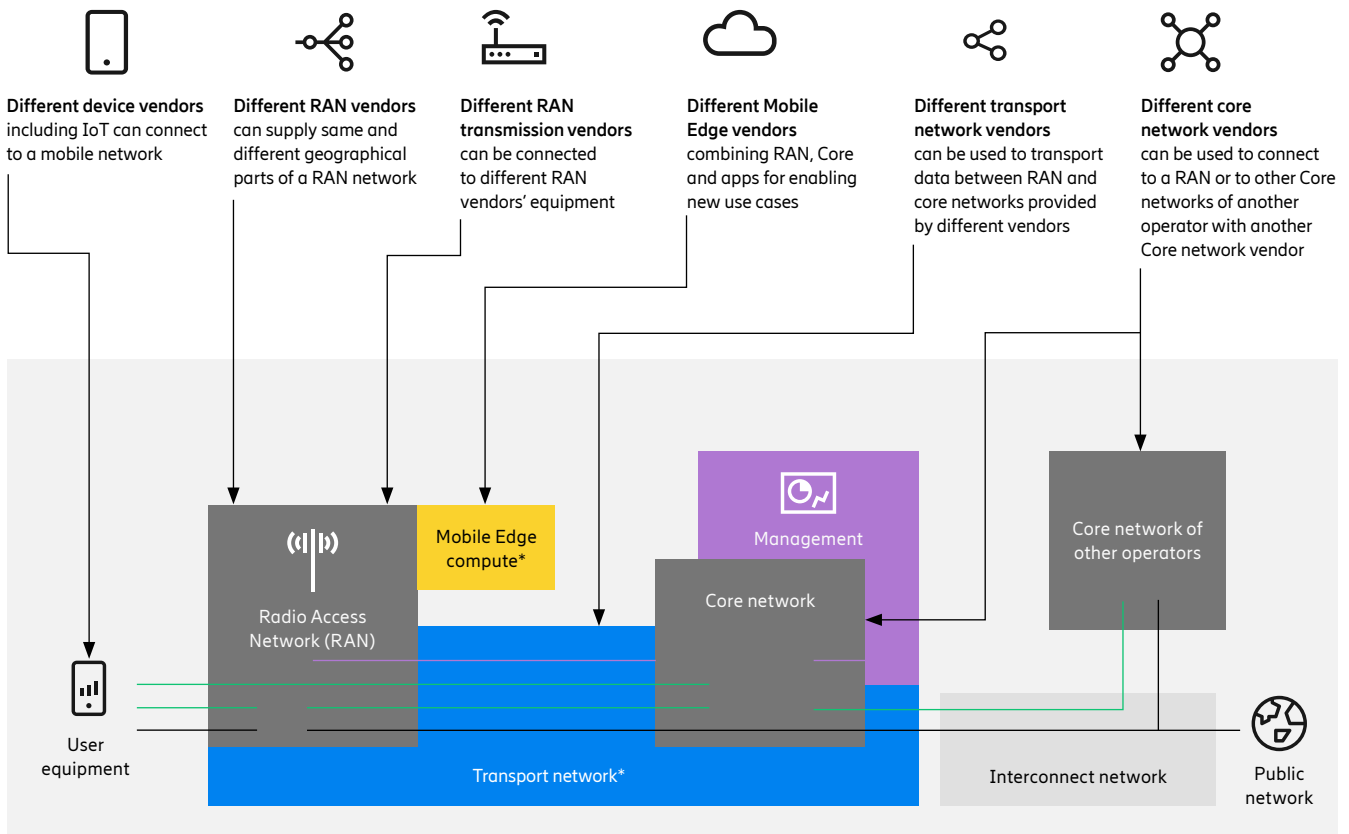 Different device vendors
including IoT can connect
to a mobile network
Different RAN vendors
can supply same and
different geographical
parts of a RAN network
Different RAN
transmission vendors
can be connected
to different RAN
vendors’ equipment
Different Mobile
Edge vendors
combining RAN, Core
and apps for enabling
new use cases
Different transport
network vendors
can be used to transport
data between RAN and
core networks provided
by different vendors
Different core
network vendors
can be used to connect
to a RAN or to other Core
networks of another
operator with another
Core network vendor
Mobile Edge
compute*
Management
Core network of
other operators
Radio Access
Network (RAN)
Core network
User
equipment
Transport network*
Interconnect network
Public
network